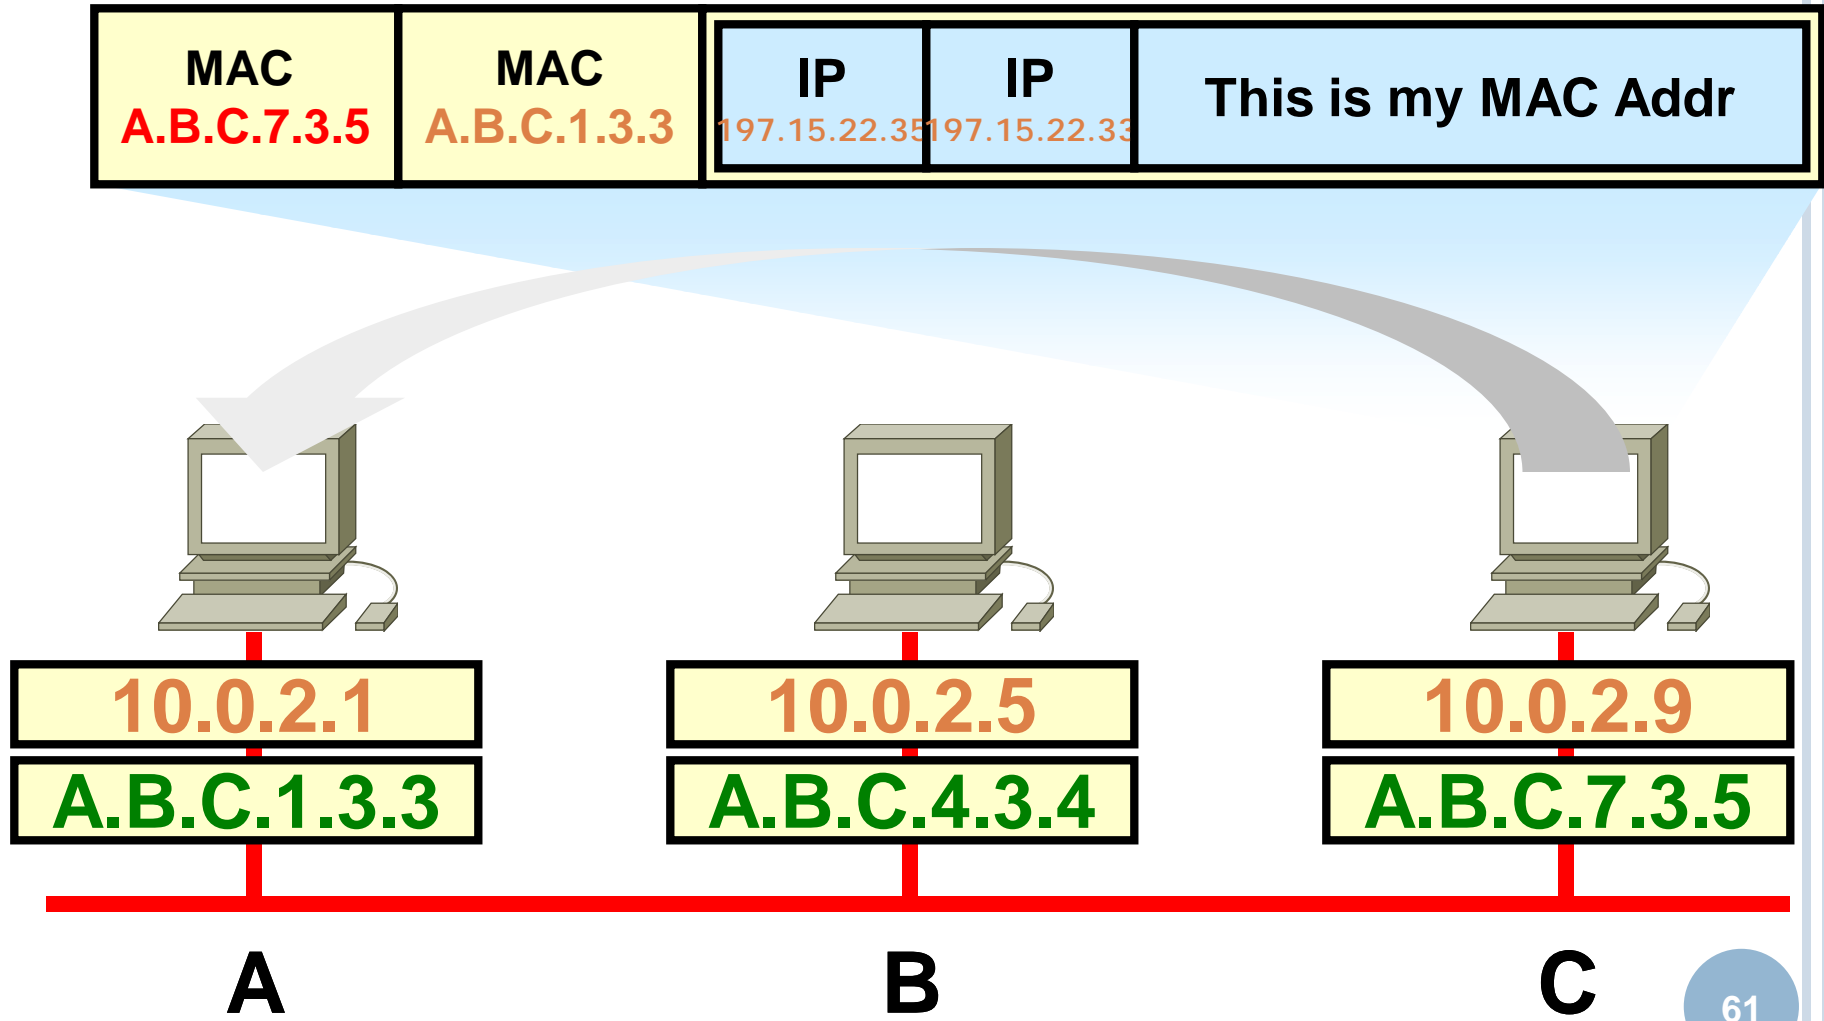 MAC
A.B.C.7.3.5
MAC
A.B.C.1.3.3
IP
197.15.22.35
IP
197.15.22.33
This is my MAC Addr
10.0.2.1
10.0.2.5
10.0.2.9
A.B.C.1.3.3
A.B.C.4.3.4
A.B.C.7.3.5
A
B
C
61